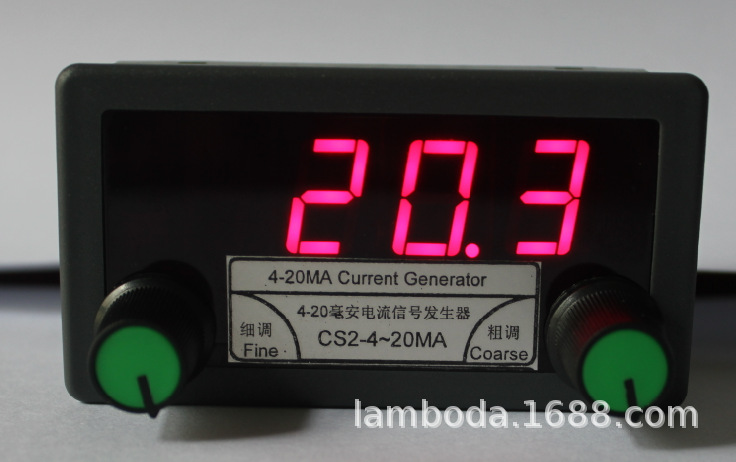 20.3
4-20MA Current Generator
4-20毫安电流信号发生器
细调
Fine
CS2-4~20MA
粗调
Coarse
lamboda.1688.com